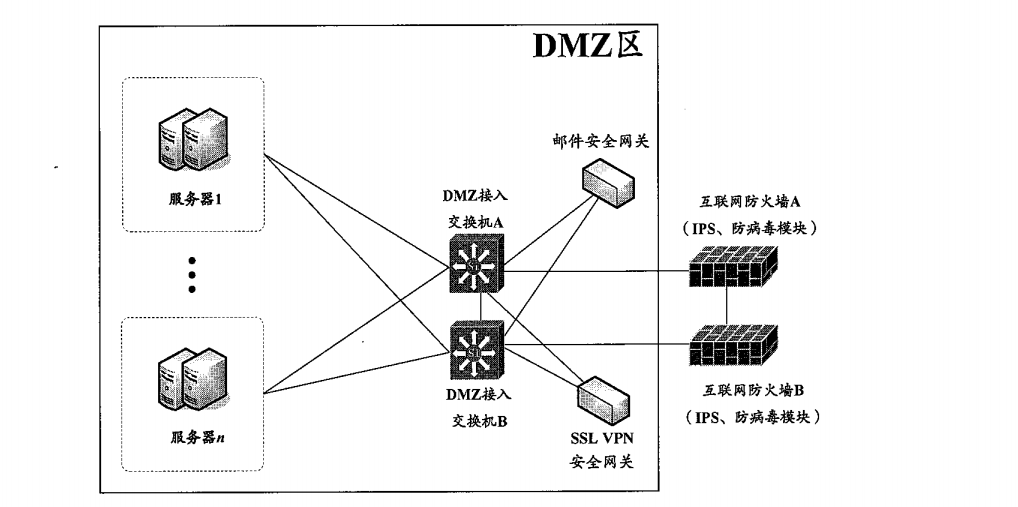 DMZ区
服务器1
邮件安全网关
DMZ接入
交换机A
互联网防火墙A
(IPS、防病毒模块)
SI
SI
服务器n
DMZ接入
交换机B
SSL VPN
安全网关
互联网防火墙B
(IPS、防病毒模块)